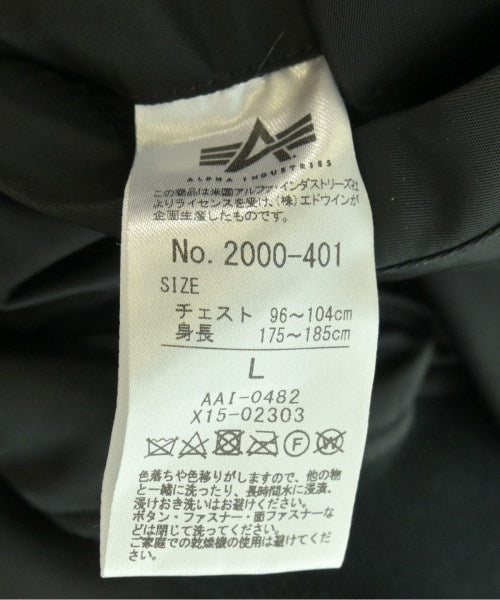 ALPHA INDUSTRIES
この商品は米国アルファ・インダストリーズ社
よりライセンスを受け、(株)エドウインが
企画生産したものです。
No. 2000-401
SIZE
チェスト 96～104cm
身長 175～185cm
L
AAI-0482
X15-02303
F W
色落ちや色移りがしますので、他の物
と一緒に洗ったり、長時間水に浸漬、
浸けおき洗いはお避けください。
ボタン・ファスナー・面ファスナーな
どは閉じて洗ってください。
ご家庭での乾燥機の使用は避けてくだ
さい。